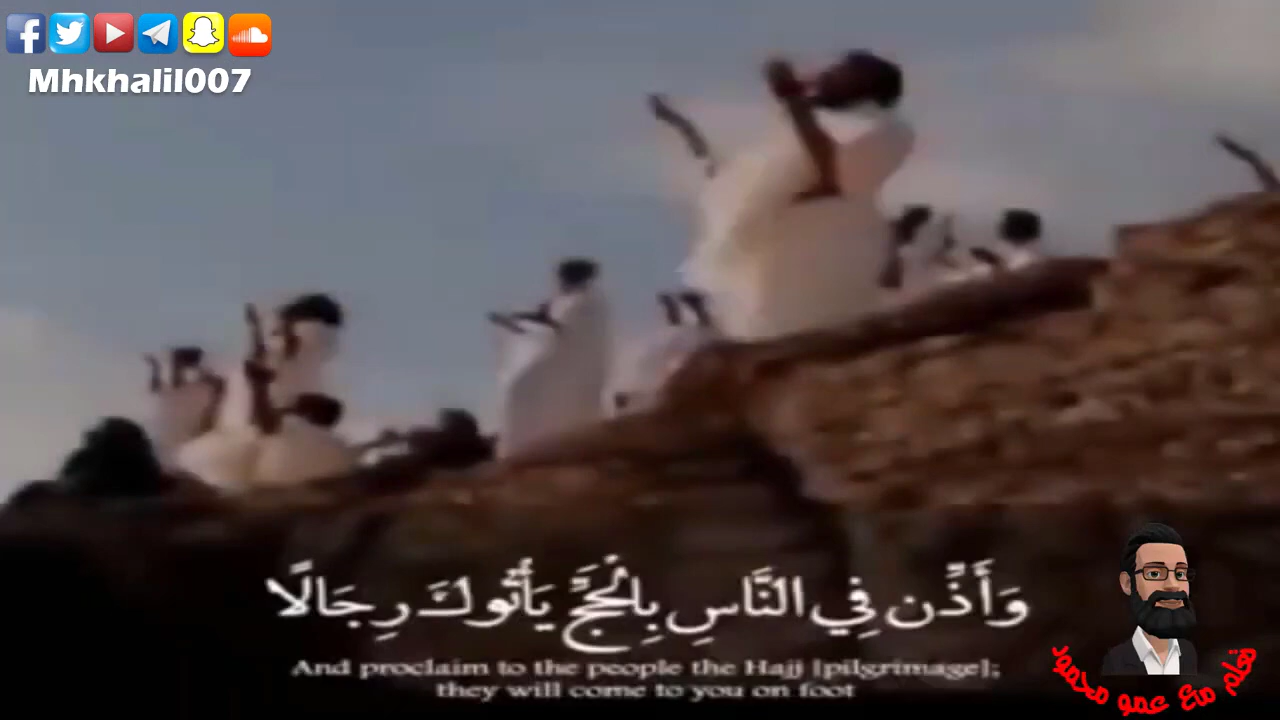 Mhkhalil007
وَأَذِّن فِي النَّاسِ بِالْحَجِّ يَأْتُوكَ رِجَالًا
And proclaim to the people the Hajj [pilgrimage];
they will come to you on foot
تعلم مع عمو محمود